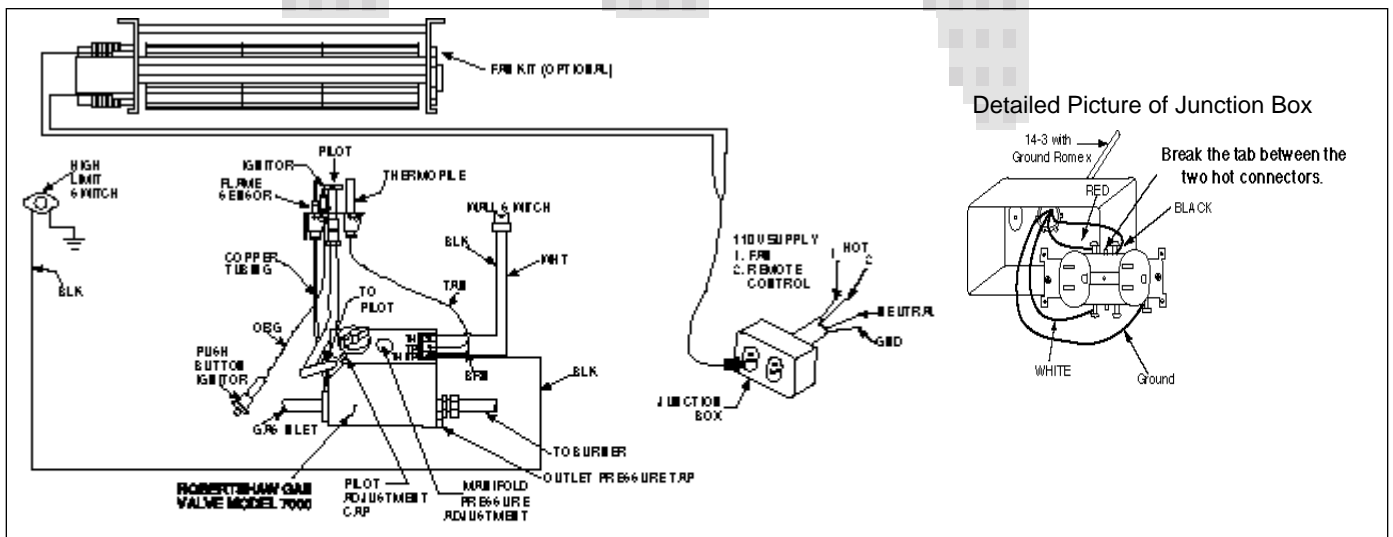 FAN KIT (OPTIONAL)
Detailed Picture of Junction Box
14-3 with
Ground Romex
Break the tab between the
two hot connectors.
RED
BLACK
WHITE
Ground
HIGH
LIMIT
SWITCH
BLK
PILOT
IGNITOR
FLAME
SENSOR
THERMOPILE
WALL SWITCH
BLK
WHT
COPPER
TUBING
TAN
TO
PILOT
ORG
PUSH
BUTTON
IGNITOR
TH
BRN
BLK
GAS INLET
TO BURNER
OUTLET PRESSURE TAP
ROBERTSHAW GAS
VALVE MODEL 7000
PILOT
ADJUSTMENT
CAP
MANIFOLD
PRESSURE
ADJUSTMENT
110V SUPPLY
1. FAN
2. REMOTE
CONTROL
HOT
1
2
NEUTRAL
GND
JUNCTION
BOX